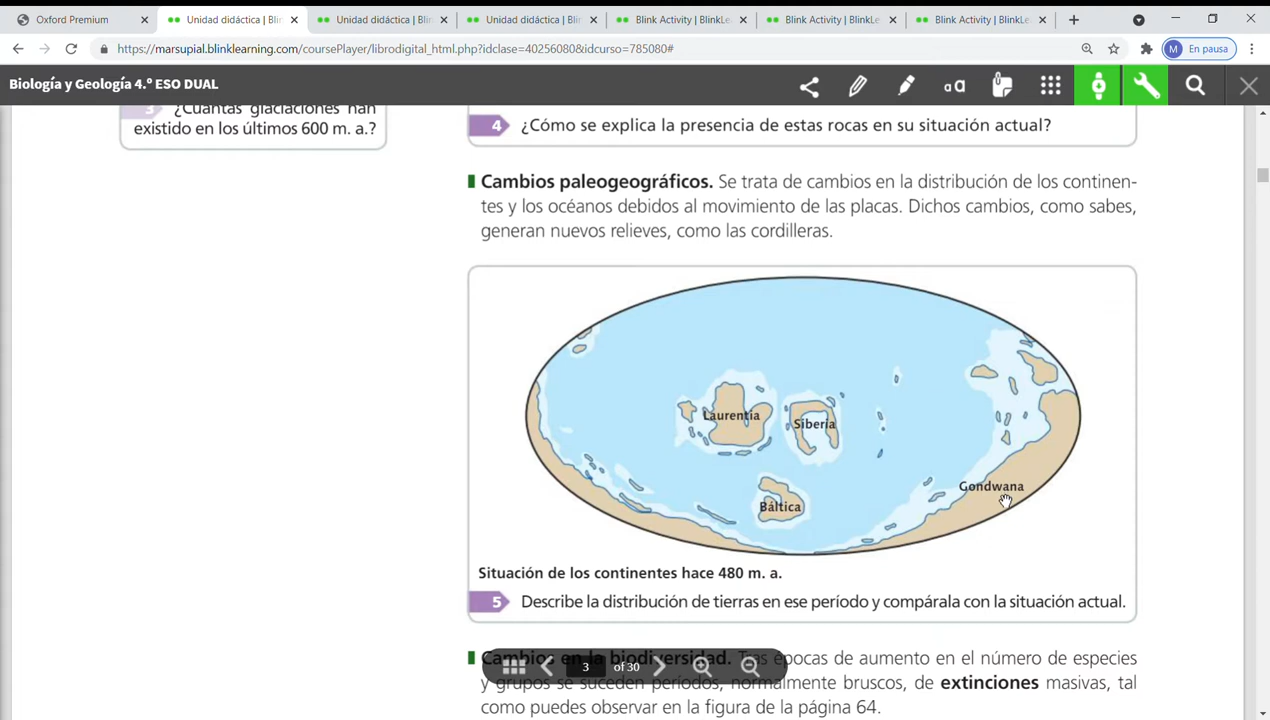 Oxford Premium
Unidad didáctica | Blin
Unidad didáctica | Blin
Unidad didáctica | Blin
Blink Activity | BlinkLe
Blink Activity | BlinkLe
Blink Activity | BlinkLe
https://marsupial.blinklearning.com/coursePlayer/librodigital_html.php?idclase=40256080&idcurso=785080#
M En pausa
Biología y Geología 4.º ESO DUAL
aa
3 ¿Cuántas glaciaciones han
existido en los últimos 600 m. a.?
4 ¿Cómo se explica la presencia de estas rocas en su situación actual?
Cambios paleogeográficos. Se trata de cambios en la distribución de los continen-
tes y los océanos debidos al movimiento de las placas. Dichos cambios, como sabes,
generan nuevos relieves, como las cordilleras.
Laurentia
Siberia
Gondwana
Báltica
Situación de los continentes hace 480 m. a.
5 Describe la distribución de tierras en ese período y compárala con la situación actual.
Cambios en la biodiversidad. Tras épocas de aumento en el número de especies
3 of 30
y grupos se suceden períodos, normalmente bruscos, de extinciones masivas, tal
como puedes observar en la figura de la página 64.